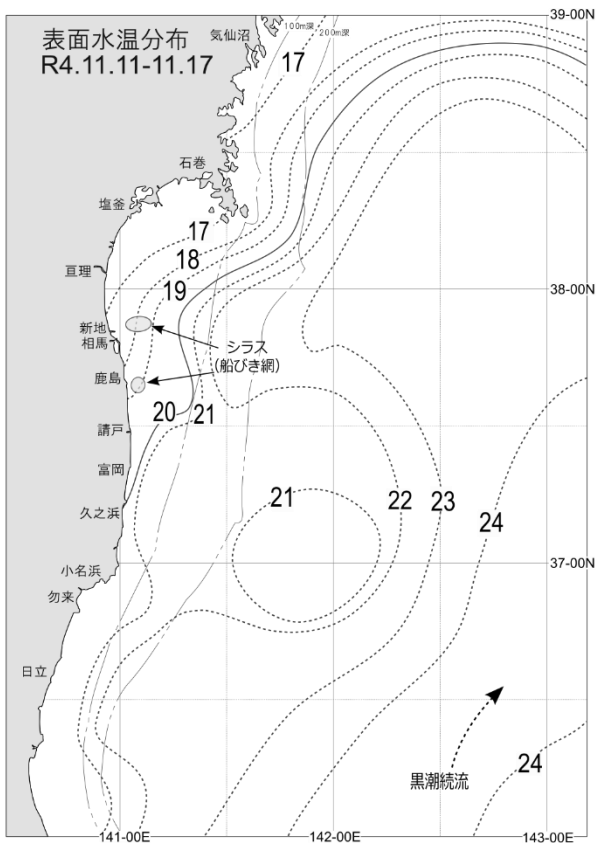 39-00N
表面水温分布
R4.11.11-11.17
気仙沼
100m深
200m深
17
石巻
塩釜
17
18
亘理
19
38-00N
新地
相馬
シラス
(船びき網)
鹿島
20
21
請戸
富岡
21
22
23
24
久之浜
37-00N
小名浜
勿来
日立
黒潮続流
24
141-00E
142-00E
143-00E